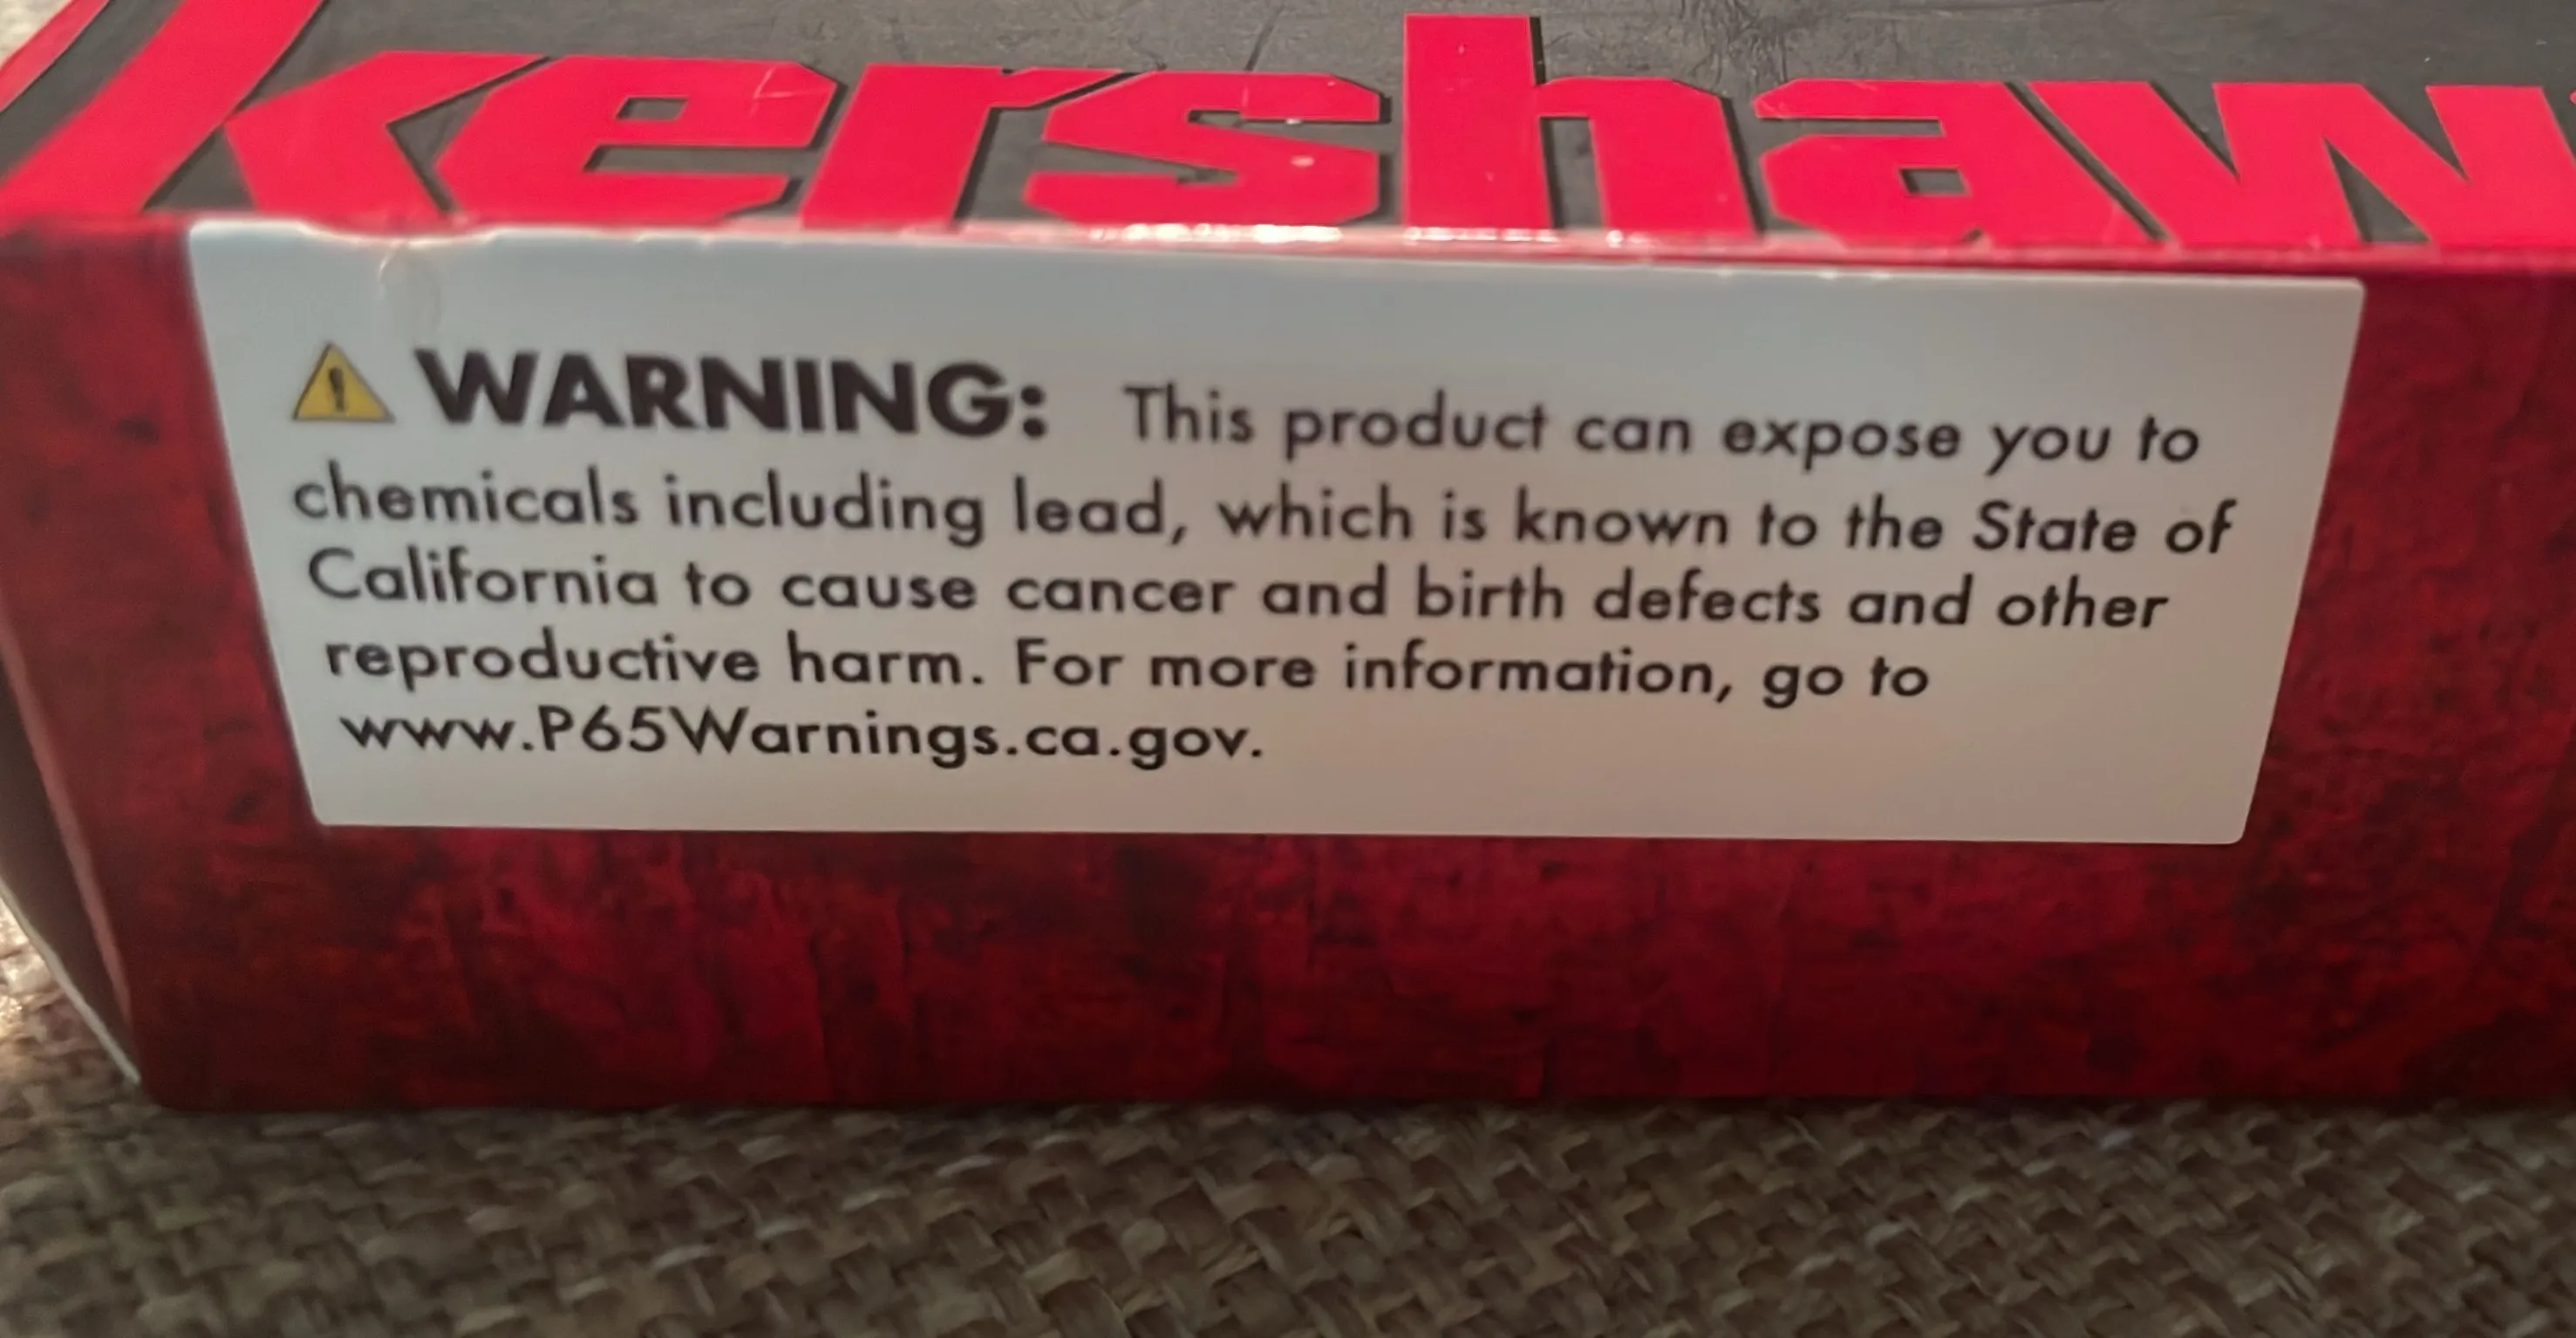 kershaw
WARNING: This product can expose you to
chemicals including lead, which is known to the State of
California to cause cancer and birth defects and other
reproductive harm. For more information, go to
www.P65Warnings.ca.gov.